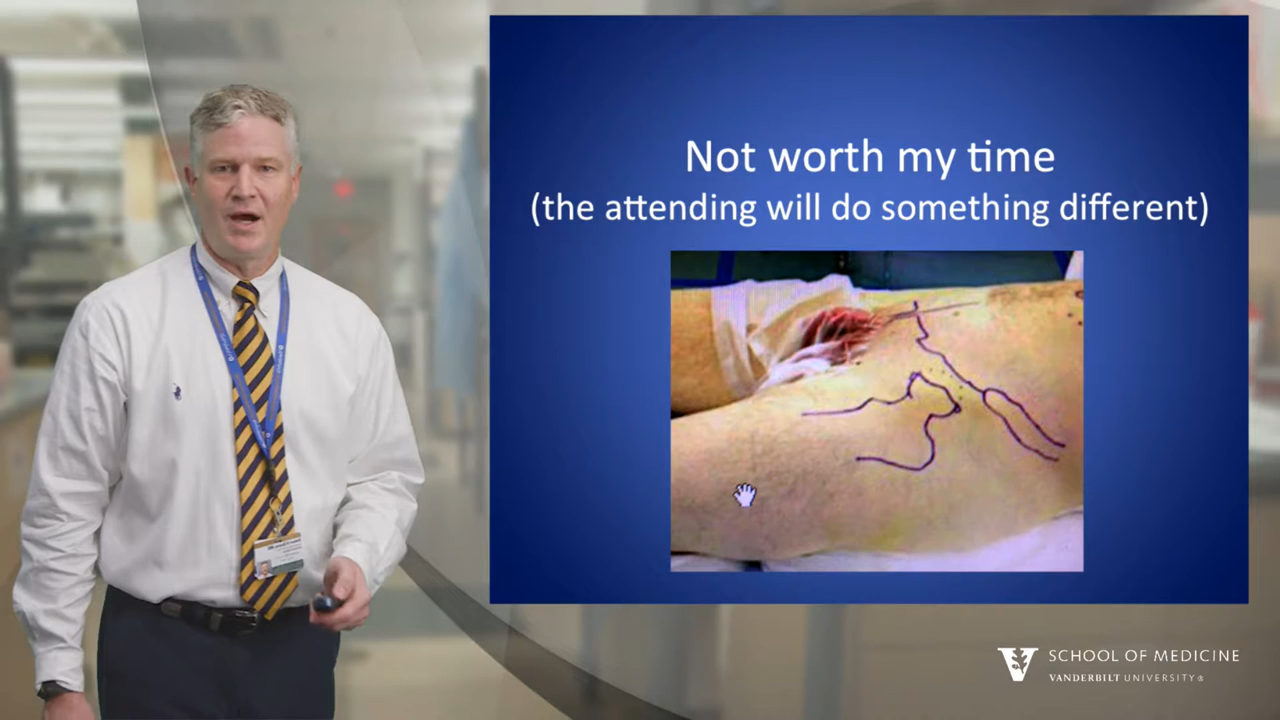 Not worth my time
(the attending will do something different)
SCHOOL OF MEDICINE
VANDERBILT UNIVERSITY